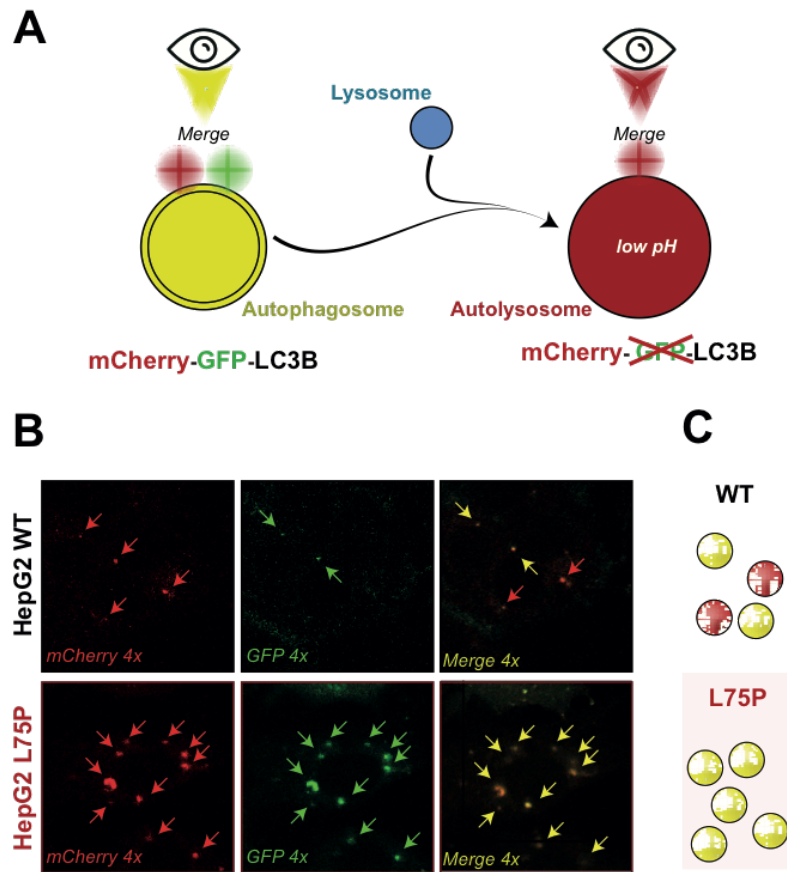 A
Lysosome
Merge
Merge
low pH
Autophagosome
Autolysosome
mCherry-GFP-LC3B
mCherry-GFP-LC3B
B
C
HepG2 WT
mCherry 4x
GFP 4x
Merge 4x
WT
HepG2 L75P
mCherry 4x
GFP 4x
Merge 4x
L75P